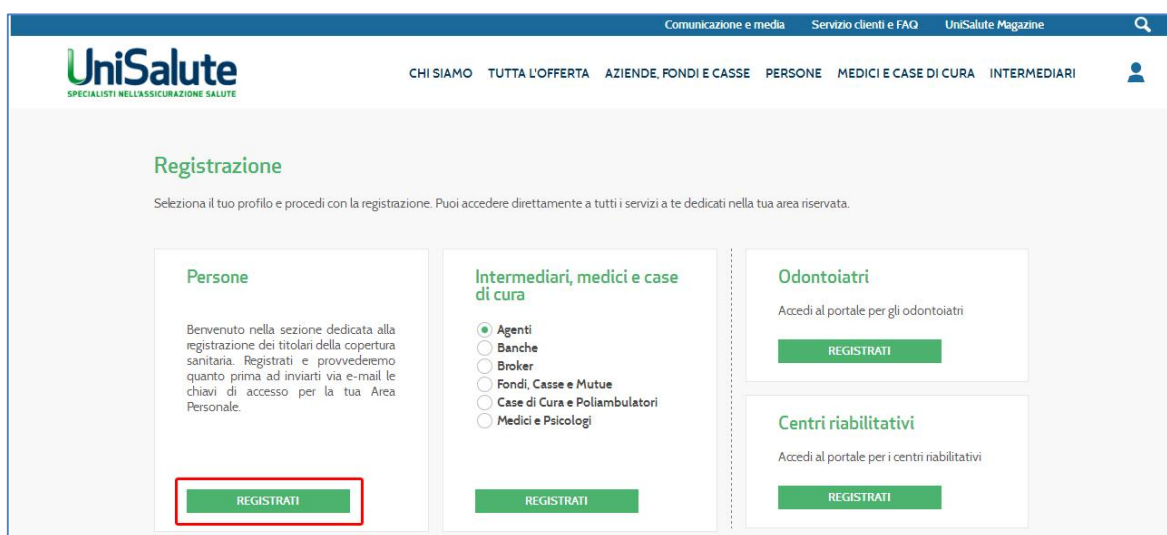 Comunicazione e media Servizio clienti e FAQ UniSalute Magazine
UniSalute
SPECIALISTI NELL'ASSICURAZIONE SALUTE
CHI SIAMO TUTTA L'OFFERTA AZIENDE, FONDI E CASSE PERSONE MEDICI E CASE DI CURA INTERMEDIARI
Registrazione
Seleziona il tuo profilo e procedi con la registrazione. Puoi accedere direttamente a tutti i servizi a te dedicati nella tua area riservata.
Persone
Benvenuto nella sezione dedicata alla
registrazione dei titolari della copertura
sanitaria. Registrati e provvederemo
quanto prima ad inviarti via e-mail le
chiavi di accesso per la tua Area
Personale.
REGISTRATI
Intermediari, medici e case
di cura
Agenti
Banche
Broker
Fondi, Casse e Mutue
Case di Cura e Poliambulatori
Medici e Psicologi
REGISTRATI
Odontoiatri
Accedi al portale per gli odontoiatri
REGISTRATI
Centri riabilitativi
Accedi al portale per i centri riabilitativi
REGISTRATI